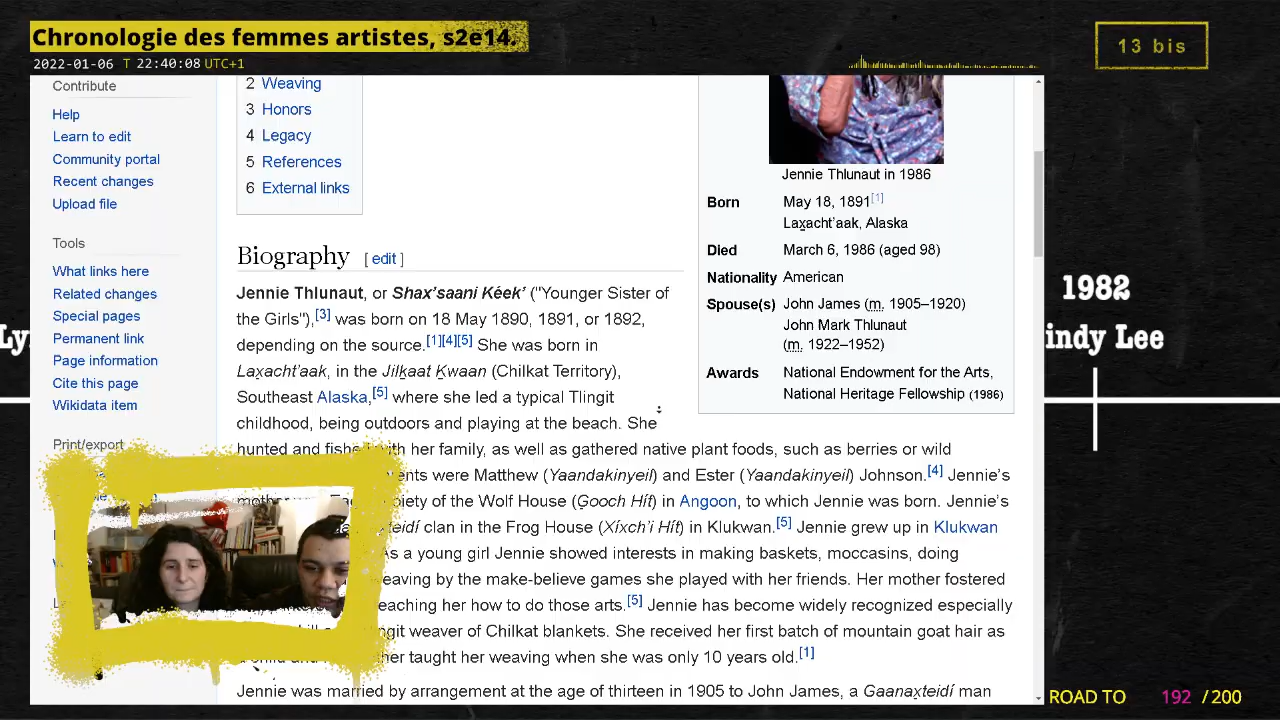 Chronologie des femmes artistes, s2e14.
13 bis
2022-01-06 T 22:40:08 UTC+1
Contribute
Help
Learn to edit
Community portal
Recent changes
Upload file
Tools
What links here
Related changes
Special pages
Permanent link
Page information
Cite this page
Wikidata item
Print/export
2 Weaving
3 Honors
4 Legacy
5 References
6 External links
Jennie Thlunaut in 1986
Born May 18, 1891[1]
Lax̱acht'aak, Alaska
Died March 6, 1986 (aged 98)
Nationality American
Spouse(s) John James (m. 1905–1920)
John Mark Thlunaut
(m. 1922–1952)
Awards National Endowment for the Arts,
National Heritage Fellowship (1986)
Biography [ edit ]
Jennie Thlunaut, or Shax'saani Kéek' ("Younger Sister of
the Girls"),[3] was born on 18 May 1890, 1891, or 1892,
depending on the source.[1][4][5] She was born in
Lax̱acht'aak, in the Jilḵaat Ḵwaan (Chilkat Territory),
Southeast Alaska,[5] where she led a typical Tlingit
childhood, being outdoors and playing at the beach. She
hunted and fished with her family, as well as gathered native plant foods, such as berries or wild
ents were Matthew (Yaandakinyeil) and Ester (Yaandakinyeil) Johnson.[4] Jennie's
iety of the Wolf House (G̱ooch Hít) in Angoon, to which Jennie was born. Jennie's
teidí clan in the Frog House (Xíxch'i Hít) in Klukwan.[5] Jennie grew up in Klukwan
As a young girl Jennie showed interests in making baskets, moccasins, doing
eaving by the make-believe games she played with her friends. Her mother fostered
eaching her how to do those arts.[5] Jennie has become widely recognized especially
ngit weaver of Chilkat blankets. She received her first batch of mountain goat hair as
her taught her weaving when she was only 10 years old.[1]
Jennie was married by arrangement at the age of thirteen in 1905 to John James, a Gaanax̱teidí man
Ly
1982
indy Lee
ROAD TO 192 / 200